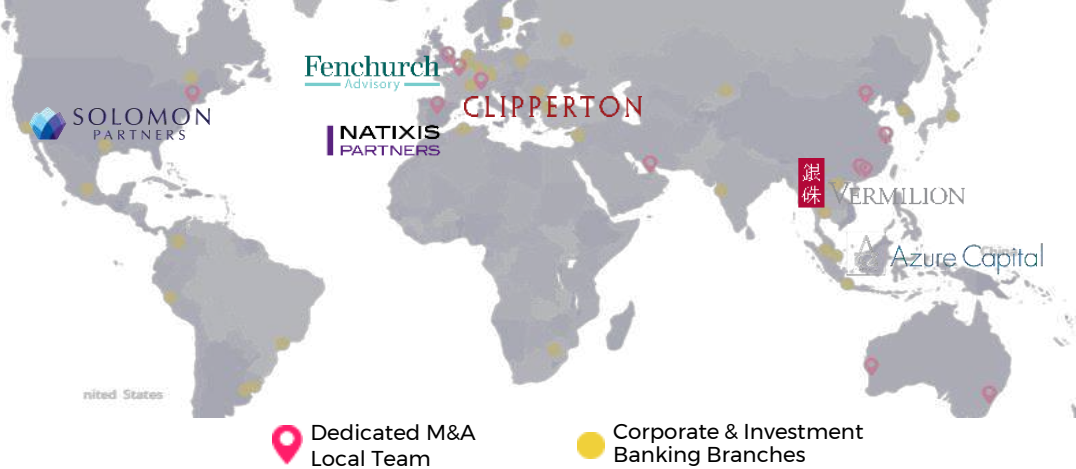 Fenchurch
Advisory
SOLOMON
PARTNERS
CLIPPERTON
NATIXIS
PARTNERS
銀
硃
VERMILION
Azure Capital
China
nited States
Dedicated M&A
Local Team
Corporate & Investment
Banking Branches